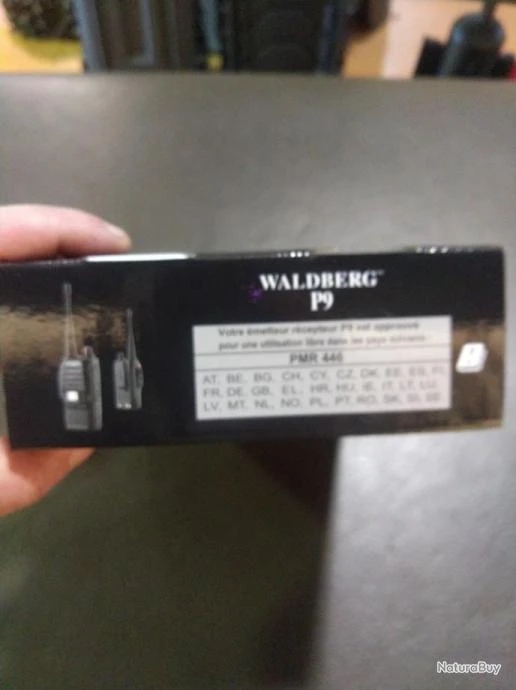 WALDBERG™
P9
Votre émetteur récepteur P9 est approuvé
pour une utilisation libre dans les pays suivants:
PMR 446
AT, BE, BG, CH, CY, CZ, DK, EE, ES, FI,
FR, DE, GB, EL, HR, HU, IE, IT, LT, LU,
LV, MT, NL, NO, PL, PT, RO, SK, SI, SE
NaturaBuy